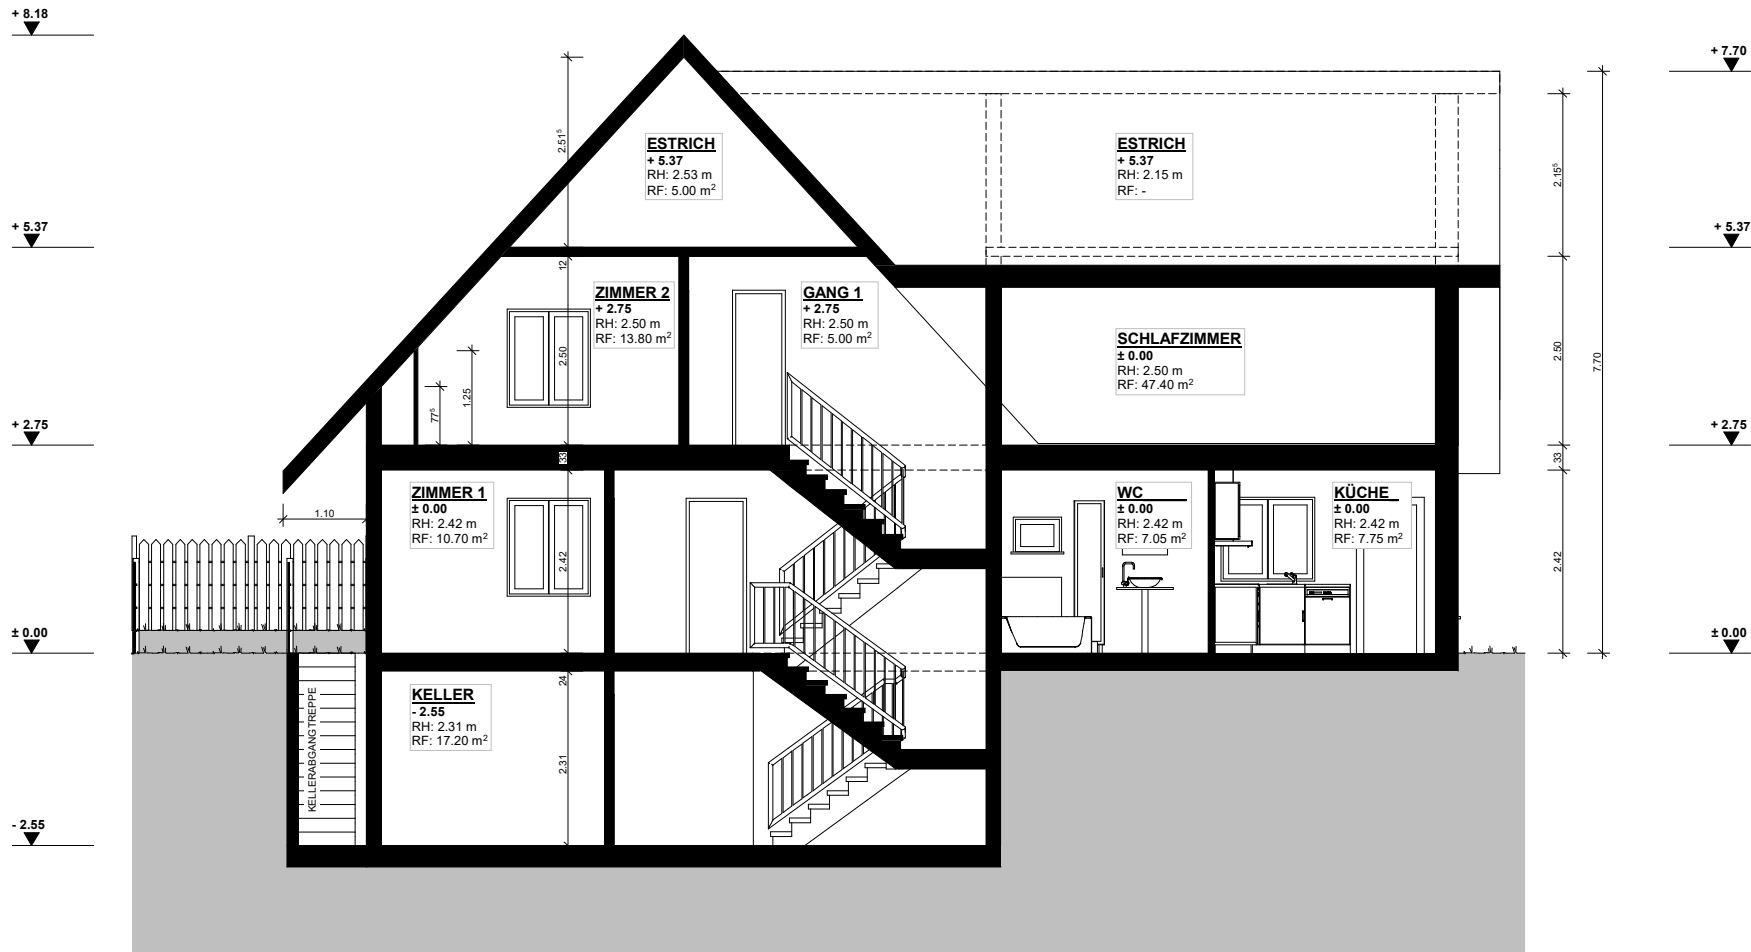 + 8.18
+ 7.70
2.51⁵
ESTRICH
+ 5.37
RH: 2.53 m
RF: 5.00 m²
ESTRICH
+ 5.37
RH: 2.15 m
RF: -
2.15⁵
+ 5.37
+ 5.37
12
ZIMMER 2
+ 2.75
RH: 2.50 m
RF: 13.80 m²
GANG 1
+ 2.75
RH: 2.50 m
RF: 5.00 m²
SCHLAFZIMMER
± 0.00
RH: 2.50 m
RF: 47.40 m²
2.50
2.50
7.70
77⁵
1.25
+ 2.75
+ 2.75
33
33
ZIMMER 1
± 0.00
RH: 2.42 m
RF: 10.70 m²
WC
± 0.00
RH: 2.42 m
RF: 7.05 m²
KÜCHE
± 0.00
RH: 2.42 m
RF: 7.75 m²
1.10
2.42
2.42
± 0.00
± 0.00
24
KELLER
- 2.55
RH: 2.31 m
RF: 17.20 m²
KELLERABGANG TREPPE
2.31
- 2.55